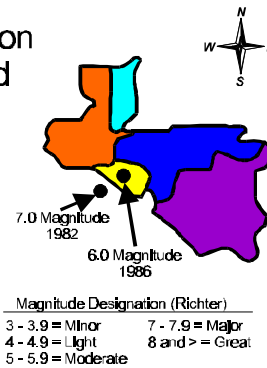 on
d
N
W
S
7.0 Magnitude
1982
6.0 Magnitude
1986
Magnitude Designation (Richter)
3 - 3.9 = Minor 7 - 7.9 = Major
4 - 4.9 = Light 8 and > = Great
5 - 5.9 = Moderate